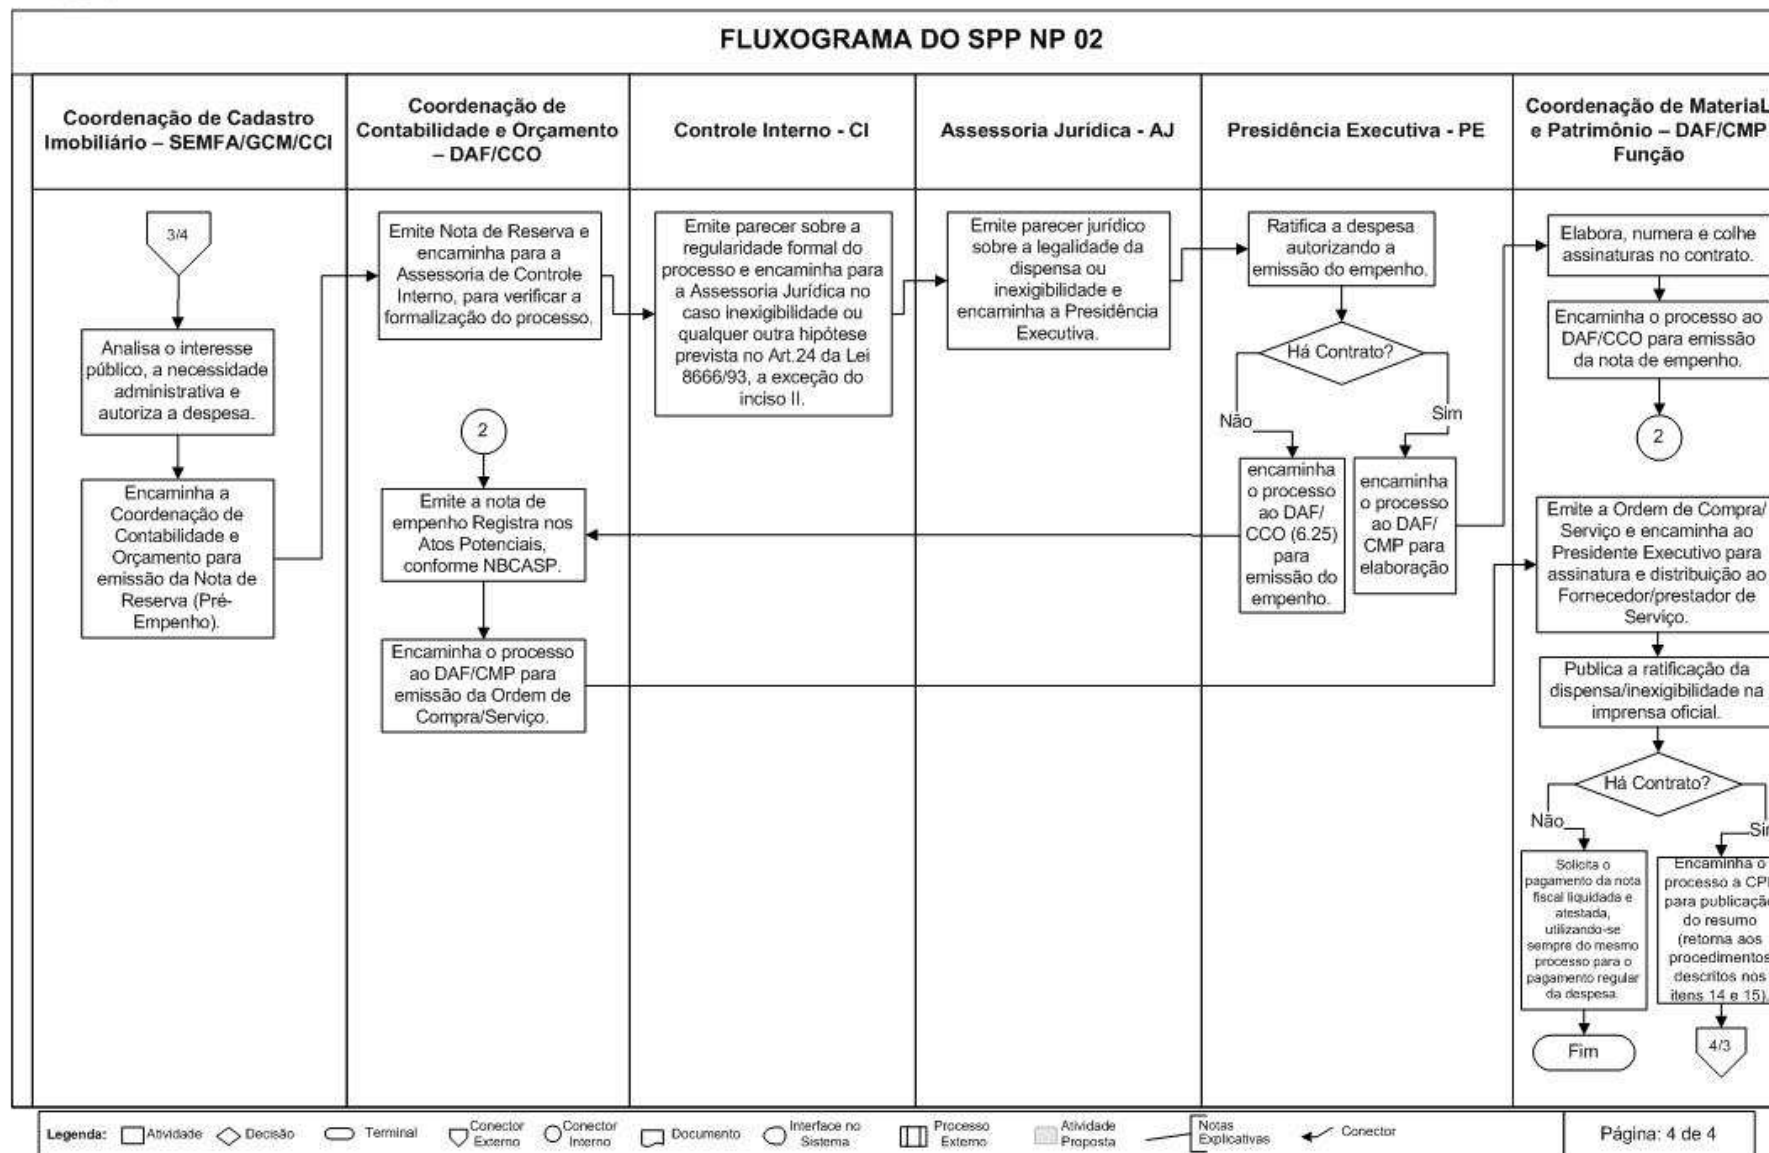 FLUXOGRAMA DO SPP NP 02
Coordenação de Cadastro
Imobiliário – SEMFA/GCM/CCI
Coordenação de
Contabilidade e Orçamento
– DAF/CCO
Controle Interno - CI
Assessoria Jurídica - AJ
Presidência Executiva - PE
Coordenação de MateriaL
e Patrimônio – DAF/CMP
Função
3/4
Analisa o interesse
público, a necessidade
administrativa e
autoriza a despesa.
Encaminha a
Coordenação de
Contabilidade e
Orçamento para
emissão da Nota de
Reserva (Pré-
Empenho).
Emite Nota de Reserva e
encaminha para a
Assessoria de Controle
Interno, para verificar a
formalização do processo.
2
Emite a nota de
empenho Registra nos
Atos Potenciais,
conforme NBCASP.
Encaminha o processo
ao DAF/CMP para
emissão da Ordem de
Compra/Serviço.
Emite parecer sobre a
regularidade formal do
processo e encaminha para
a Assessoria Jurídica no
caso inexigibilidade ou
qualquer outra hipótese
prevista no Art.24 da Lei
8666/93, a exceção do
inciso II.
Emite parecer jurídico
sobre a legalidade da
dispensa ou
inexigibilidade e
encaminha a Presidência
Executiva.
Ratifica a despesa
autorizando a
emissão do empenho.
Há Contrato?
Não
Sim
encaminha
o processo
ao DAF/
CCO (6.25)
para
emissão do
empenho.
encaminha
o processo
ao DAF/
CMP para
elaboração
Elabora, numera e colhe
assinaturas no contrato.
Encaminha o processo ao
DAF/CCO para emissão
da nota de empenho.
2
Emite a Ordem de Compra/
Serviço e encaminha ao
Presidente Executivo para
assinatura e distribuição ao
Fornecedor/prestador de
Serviço.
Publica a ratificação da
dispensa/inexigibilidade na
imprensa oficial.
Há Contrato?
Não
Solicita o
pagamento da nota
fiscal liquidada e
atestada,
utilizando-se
sempre do mesmo
processo para o
pagamento regular
da despesa.
Fim
Encaminha o
processo a
para
do resumo
(retorna aos
procedimentos
descritos nos
itens 14 e 15).
4/3
Legenda: Atividade Decisão Terminal Conector Externo Conector Interno Documento Interface no Sistema Processo Externo Atividade Proposta Notas Explicativas Conector
Página: 4 de 4